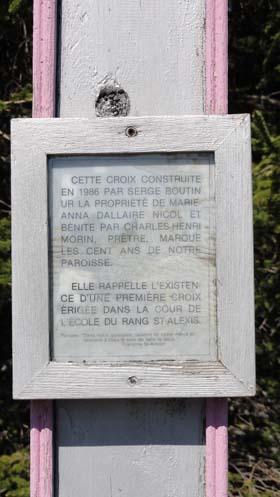 CETTE CROIX CONSTRUITE
EN 1986 PAR SERGE BOUTIN
UR LA PROPRIÉTÉ DE MARIE
ANNA DALLAIRE NICOL ET
BÉNITE PAR CHARLES HENRI
MORIN, PRÊTRE, MARQUE
LES CENT ANS DE NOTRE
PAROISSE.
ELLE RAPPELLE L'EXISTEN
CE D'UNE PREMIÈRE CROIX
ÉRIGÉE DANS LA COUR DE
L'ÉCOLE DU RANG ST-ALEXIS.